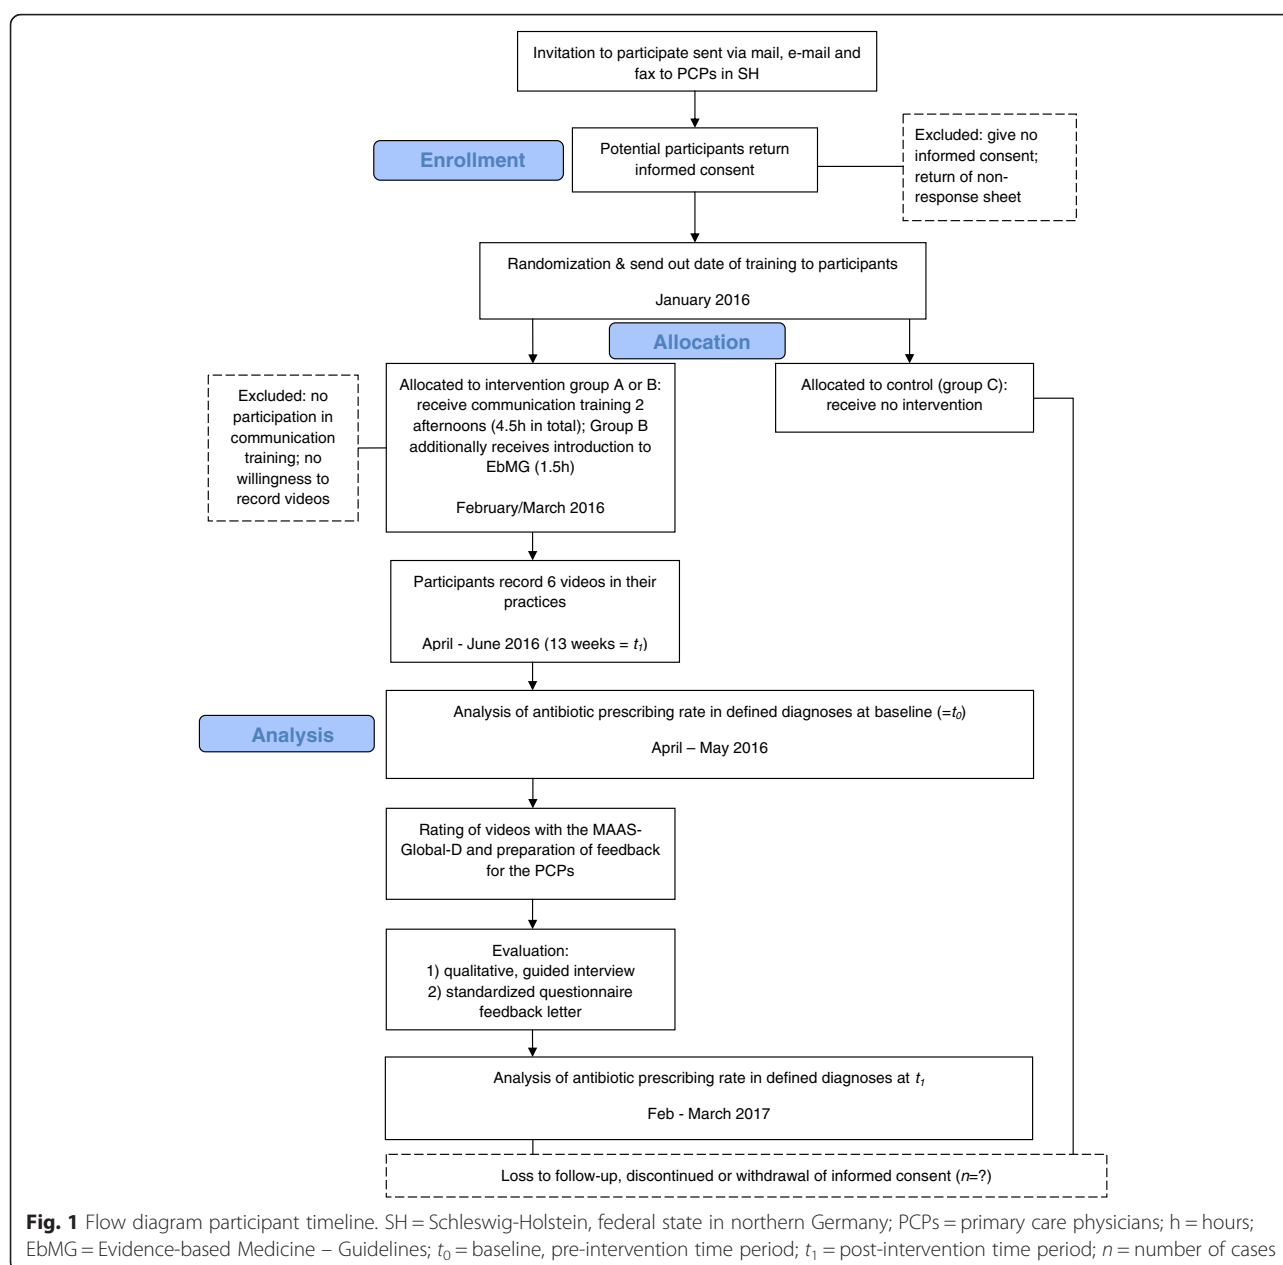 Invitation to participate sent via mail, e-mail and
fax to PCPs in SH
Enrollment
Potential participants return
informed consent
Excluded: give no
informed consent;
return of non-
response sheet
Randomization & send out date of training to participants
January 2016
Allocation
Excluded: no
participation in
communication
training; no
willingness to
record videos
Allocated to intervention group A or B:
receive communication training 2
afternoons (4.5h in total); Group B
additionally receives introduction to
EbMG (1.5h)
February/March 2016
Allocated to control (group C):
receive no intervention
Participants record 6 videos in their
practices
April - June 2016 (13 weeks = t₁)
Analysis
Analysis of antibiotic prescribing rate in defined diagnoses at baseline (=t₀)
April – May 2016
Rating of videos with the MAAS-
Global-D and preparation of feedback
for the PCPs
Evaluation:
1) qualitative, guided interview
2) standardized questionnaire
feedback letter
Analysis of antibiotic prescribing rate in defined diagnoses at t₁
Feb - March 2017
Loss to follow-up, discontinued or withdrawal of informed consent (n=?)
Fig. 1 Flow diagram participant timeline. SH = Schleswig-Holstein, federal state in northern Germany; PCPs = primary care physicians; h = hours;
EbMG = Evidence-based Medicine – Guidelines; t₀ = baseline, pre-intervention time period; t₁ = post-intervention time period; n = number of cases